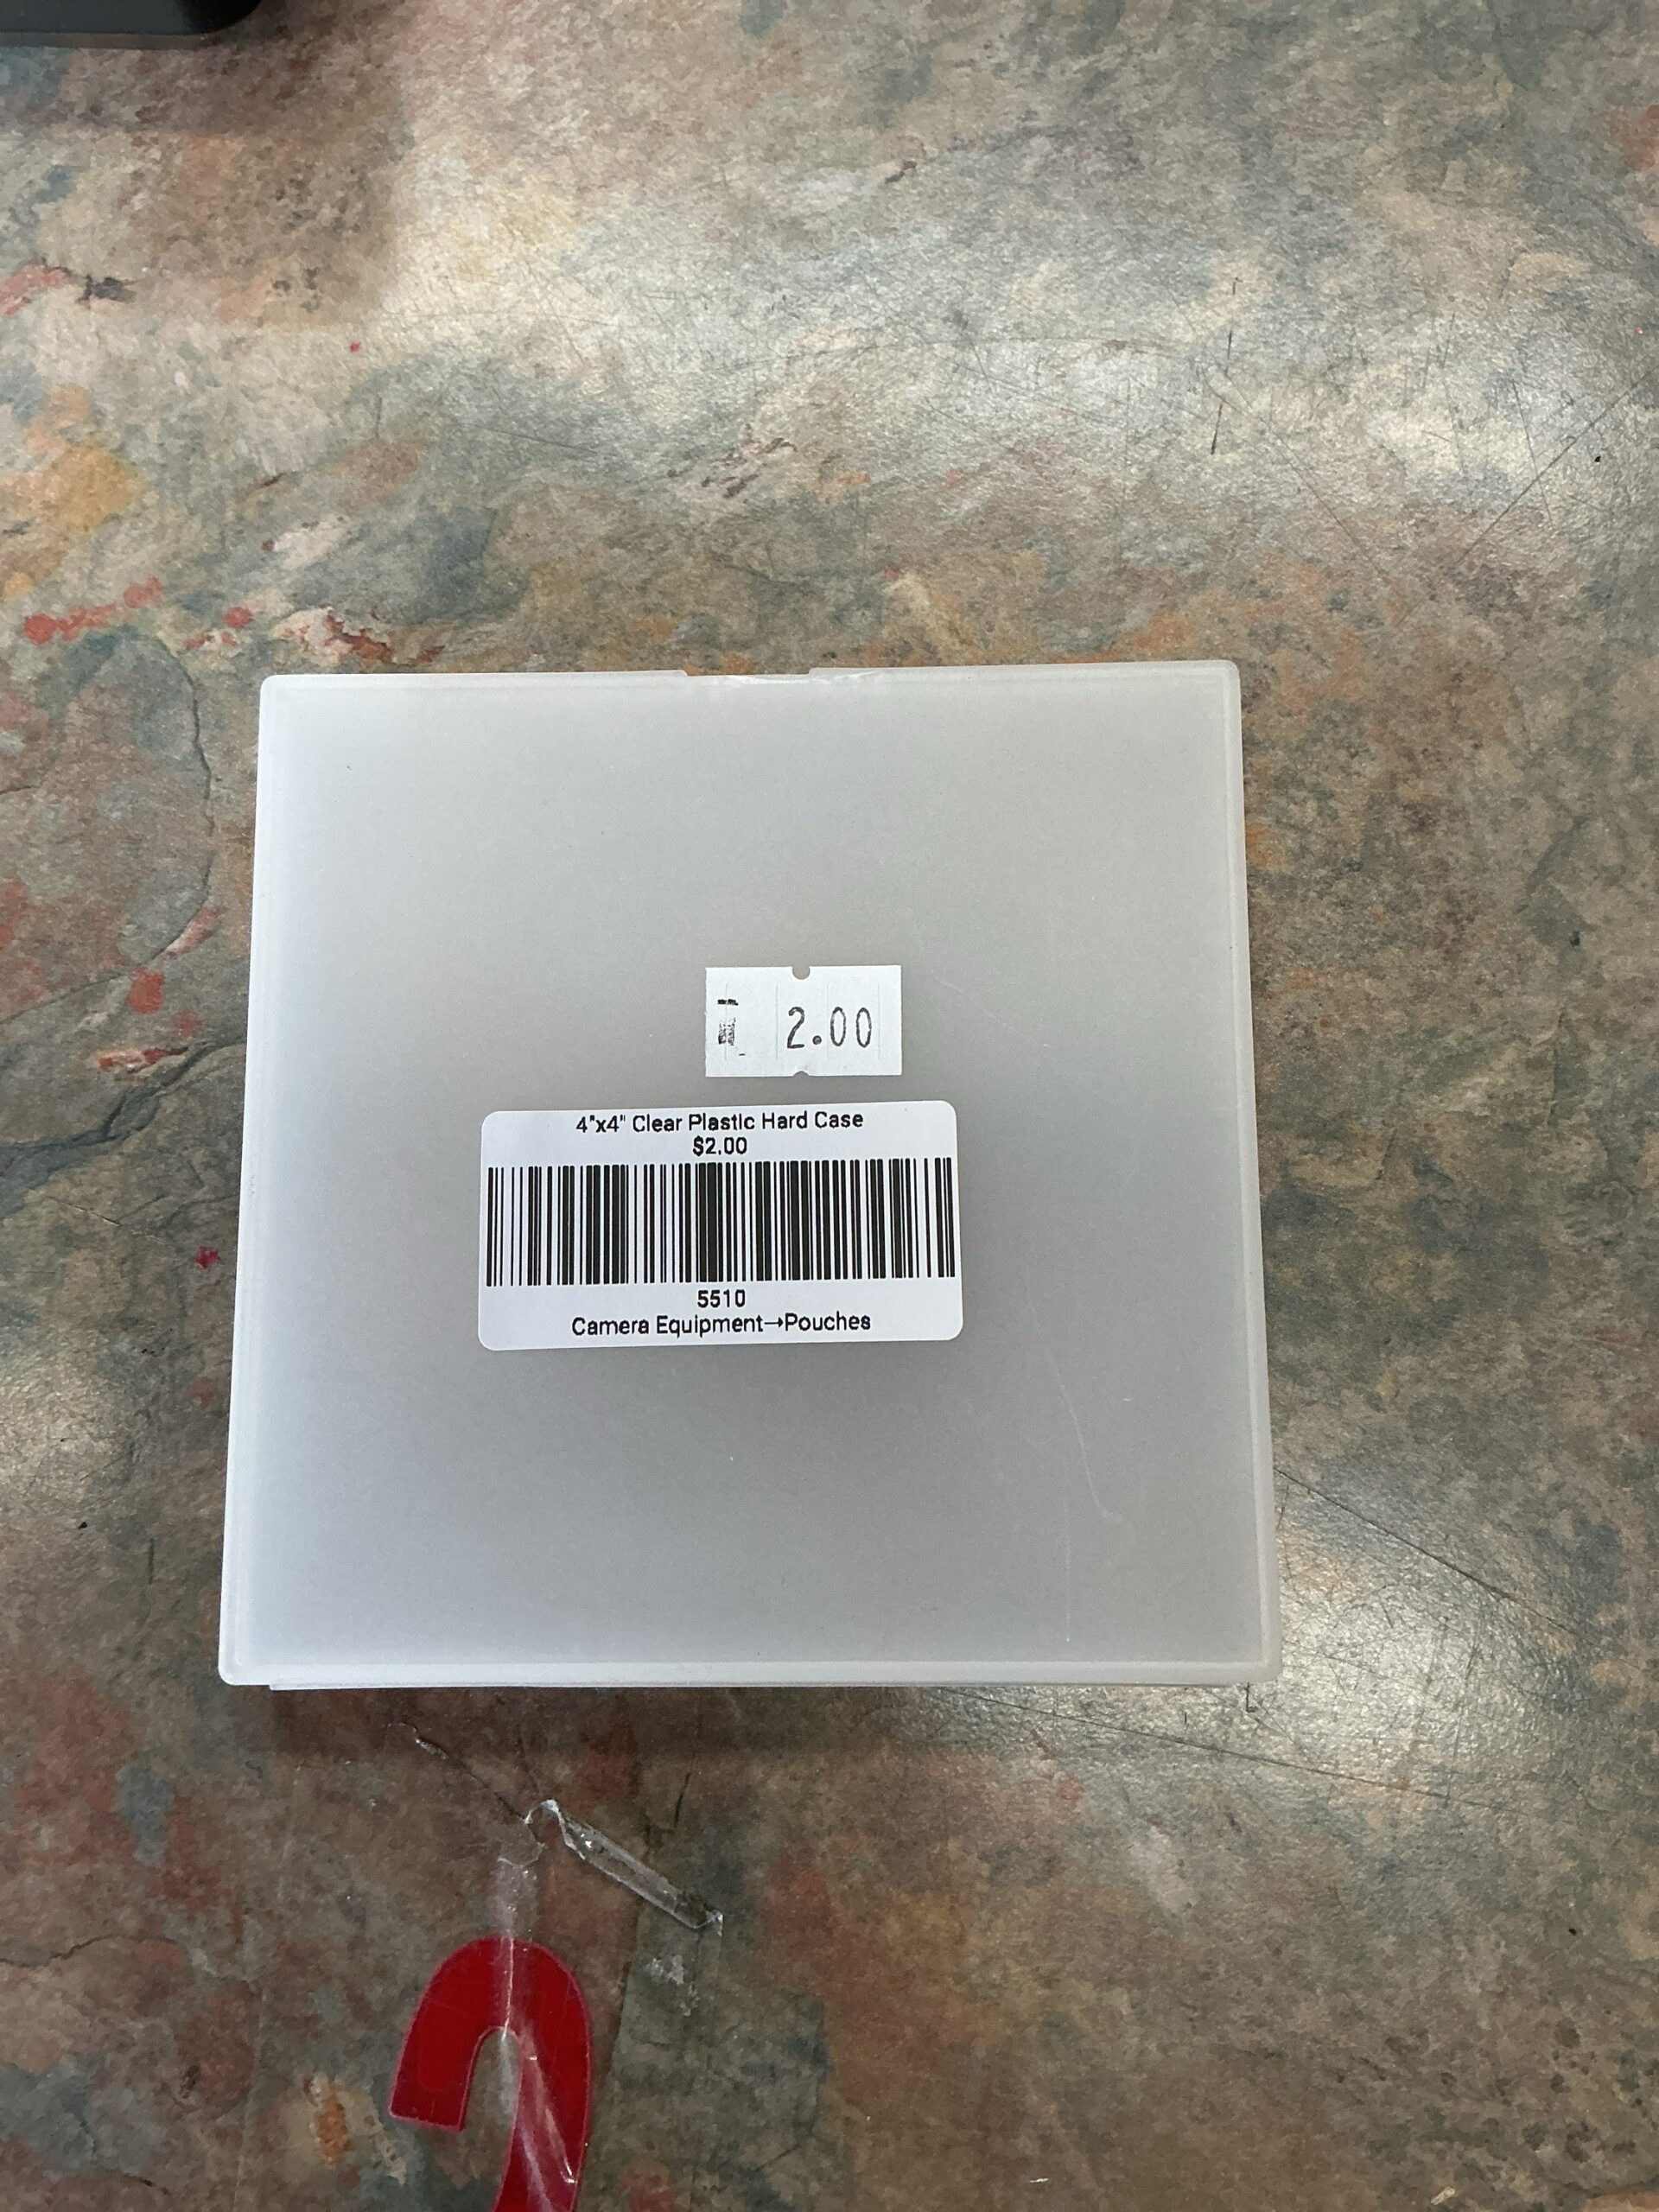 2.00
4"x4" Clear Plastic Hard Case
$2.00
5510
Camera Equipment→Pouches